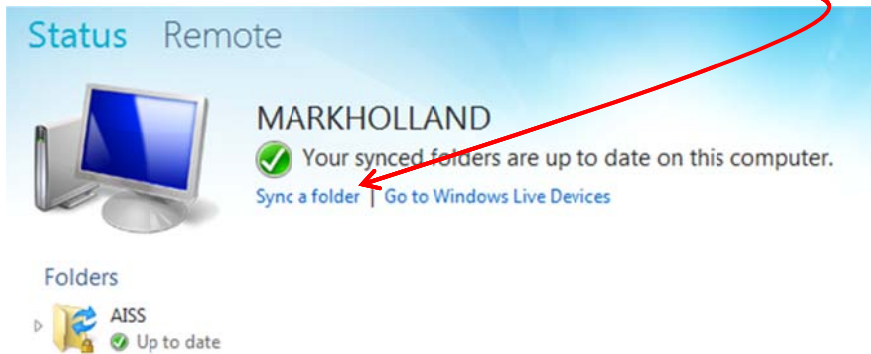 Status Remote
MARKHOLLAND
Your synced folders are up to date on this computer.
Sync a folder | Go to Windows Live Devices
Folders
AISS
Up to date